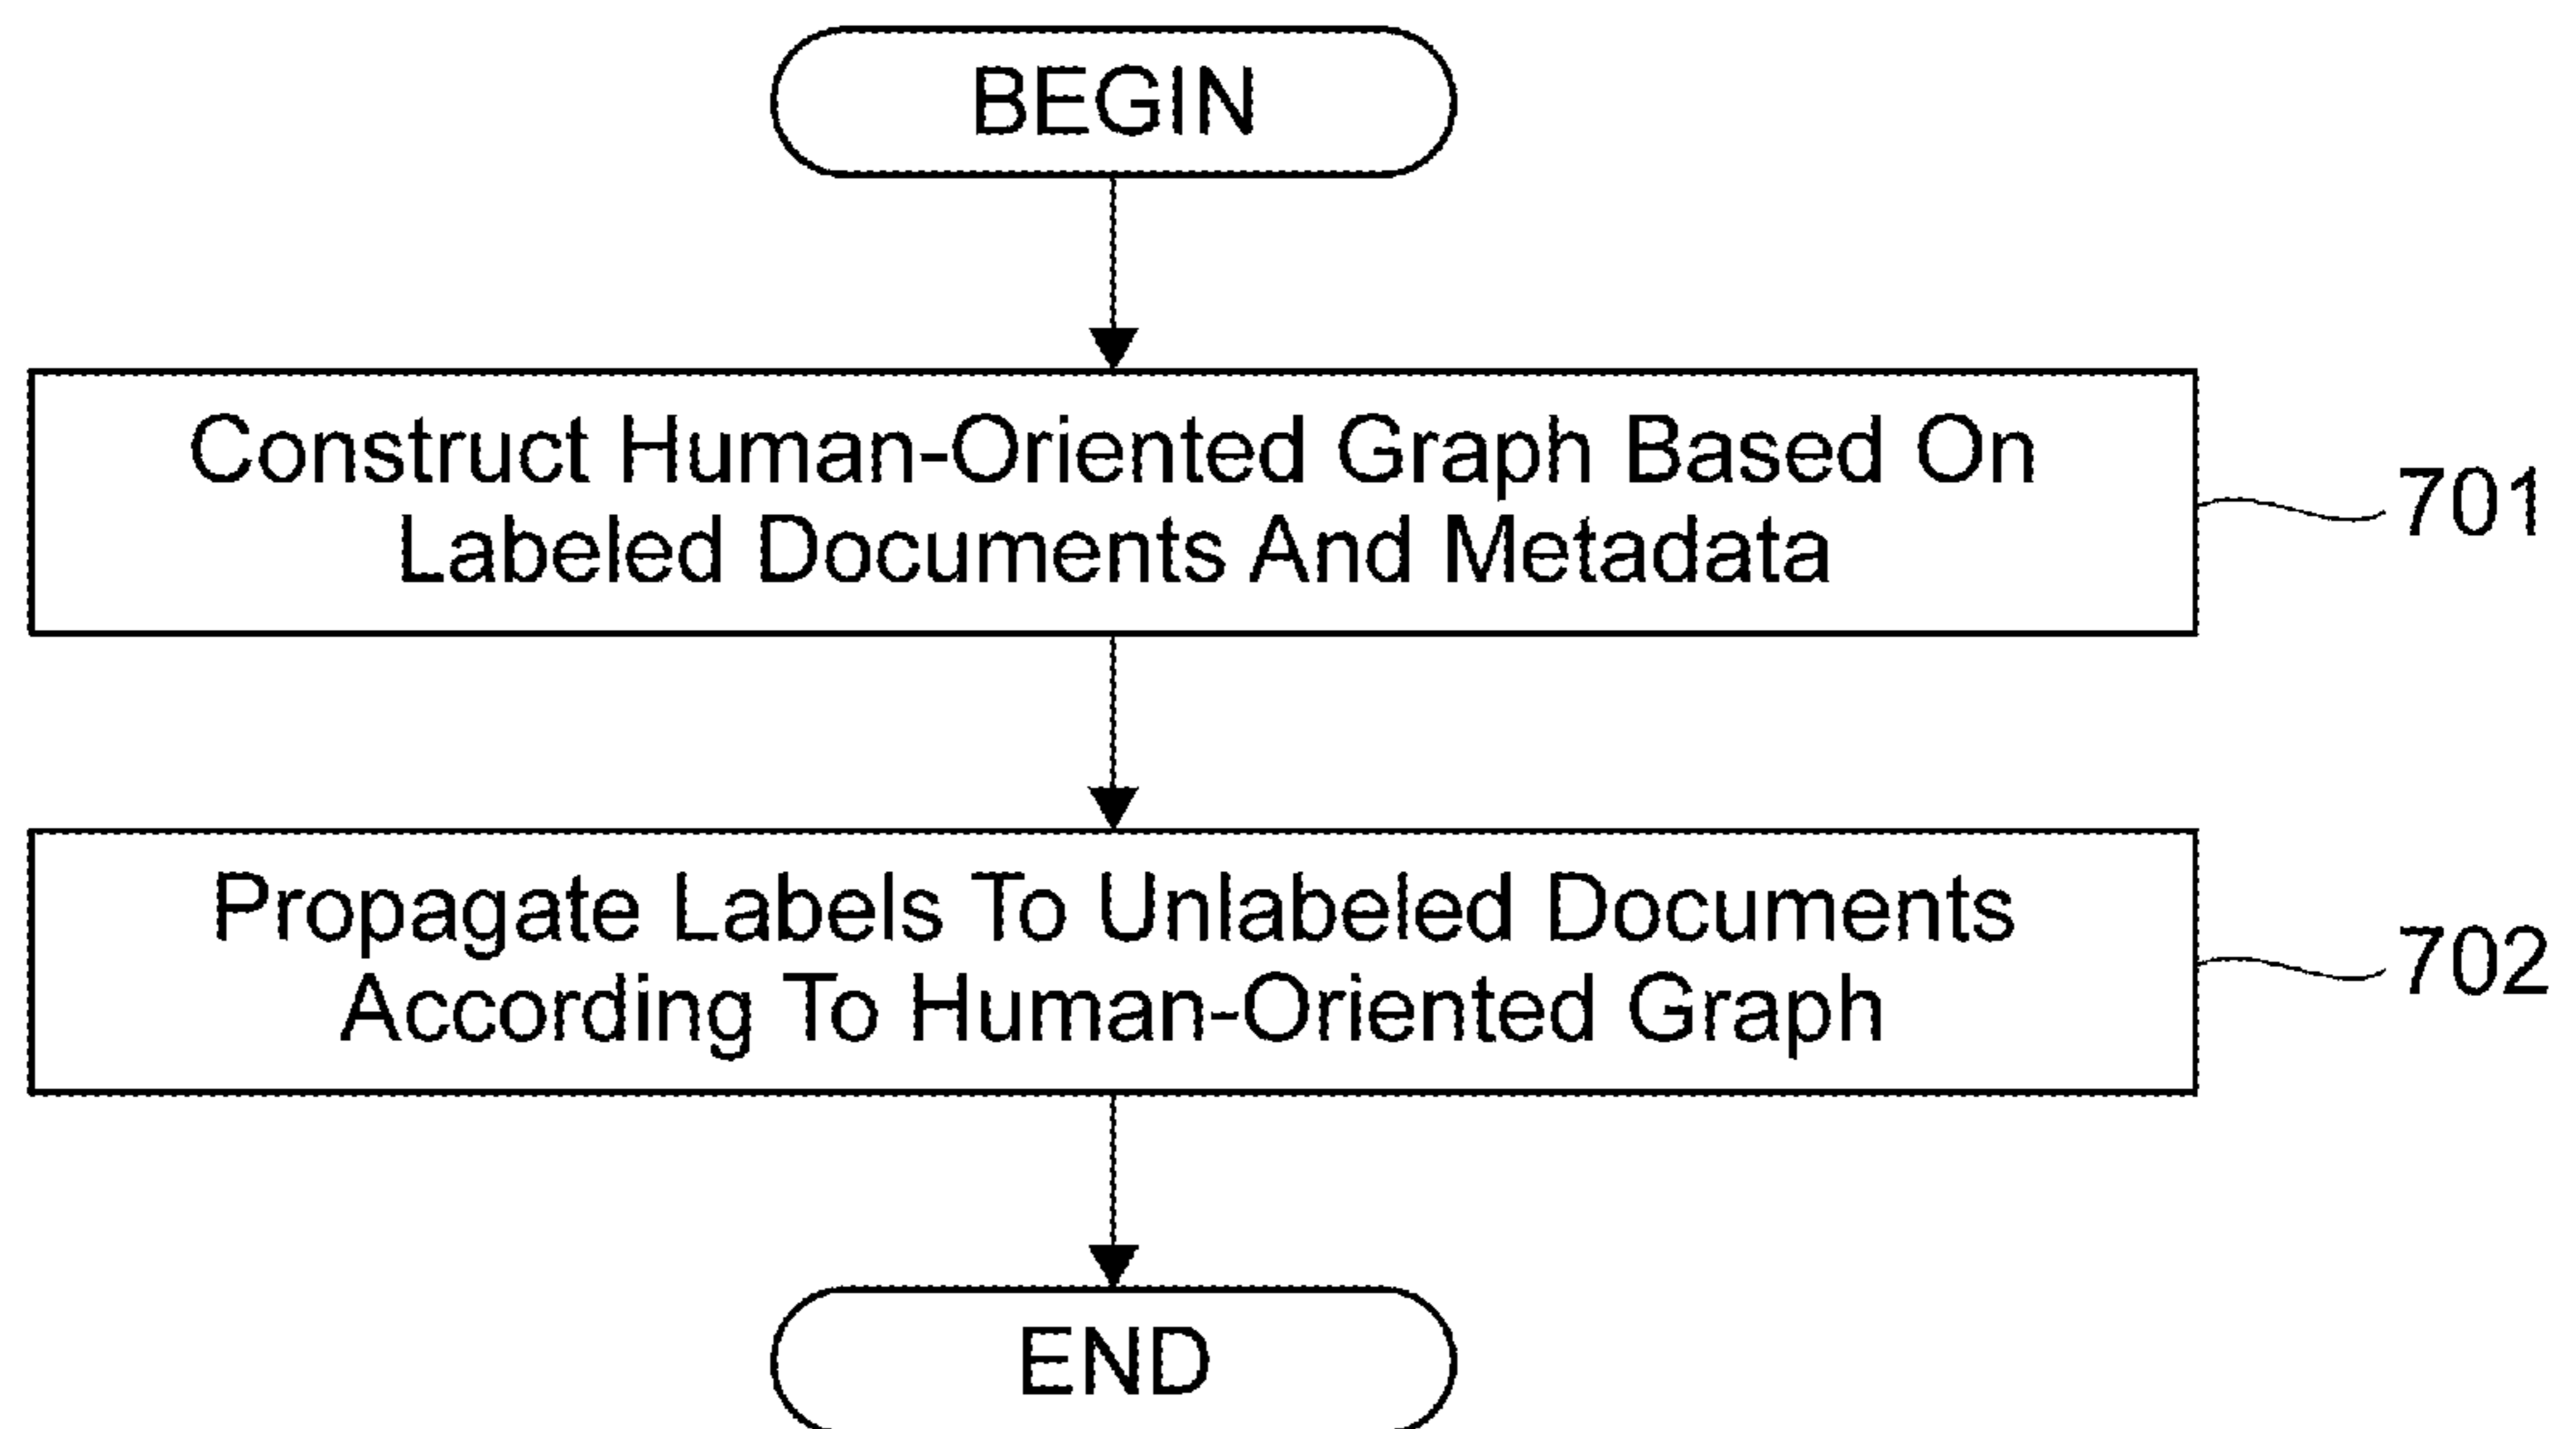 BEGIN
Construct Human-Oriented Graph Based On
Labeled Documents And Metadata
701
Propagate Labels To Unlabeled Documents
According To Human-Oriented Graph
702
END